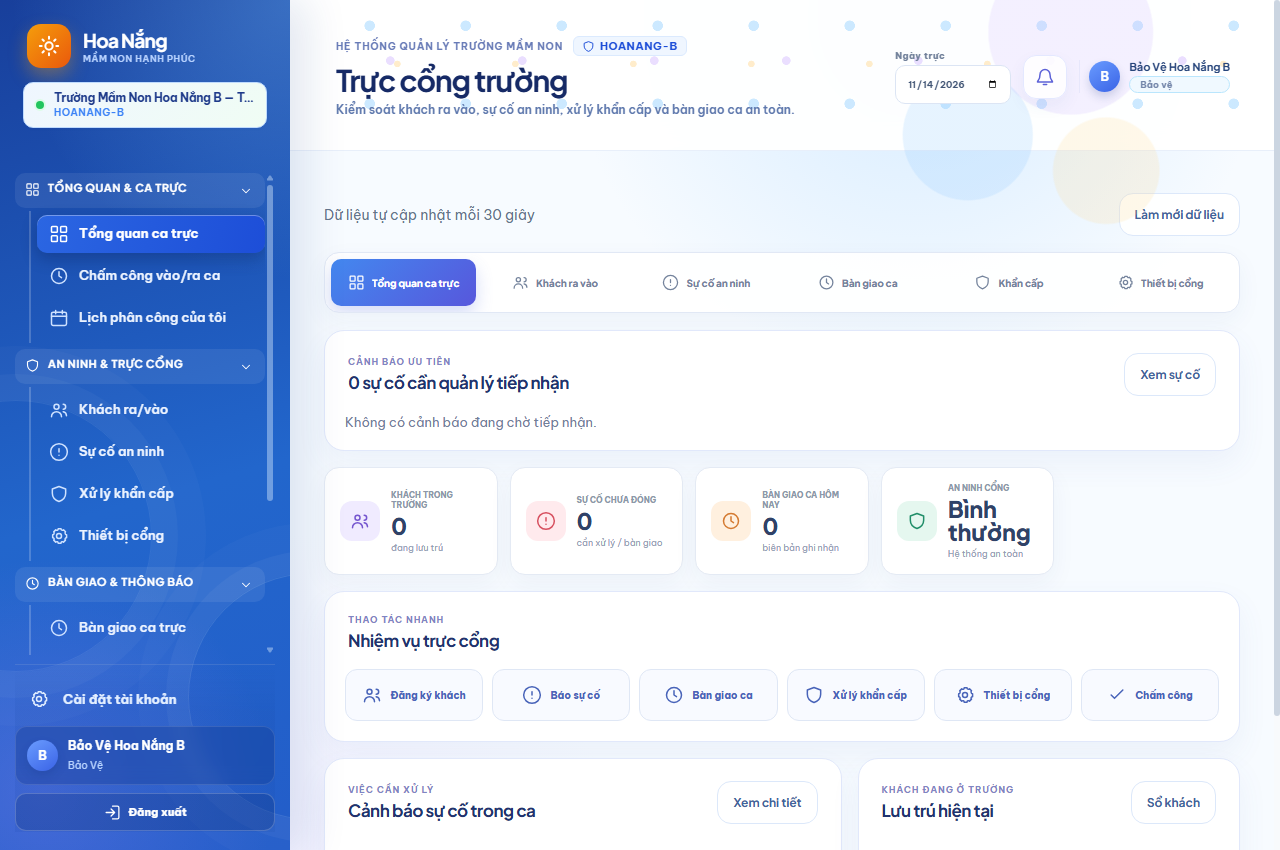 Hoa Nắng
MẦM NON HẠNH PHÚC
Trường Mầm Non Hoa Nắng B — T...
HOANANG-B
TỔNG QUAN & CA TRỰC
Tổng quan ca trực
Chấm công vào/ra ca
Lịch phân công của tôi
AN NINH & TRỰC CỔNG
Khách ra/vào
Sự cố an ninh
Xử lý khẩn cấp
Thiết bị cổng
BÀN GIAO & THÔNG BÁO
Bàn giao ca trực
Cài đặt tài khoản
B
Bảo Vệ Hoa Nắng B
Bảo Vệ
Đăng xuất
HỆ THỐNG QUẢN LÝ TRƯỜNG MẦM NON
HOANANG-B
Trực cổng trường
Kiểm soát khách ra vào, sự cố an ninh, xử lý khẩn cấp và bàn giao ca an toàn.
Ngày trực
11/14/2026
B
Bảo Vệ Hoa Nắng B
Bảo vệ
Dữ liệu tự cập nhật mỗi 30 giây
Làm mới dữ liệu
Tổng quan ca trực
Khách ra vào
Sự cố an ninh
Bàn giao ca
Khẩn cấp
Thiết bị cổng
CẢNH BÁO ƯU TIÊN
0 sự cố cần quản lý tiếp nhận
Xem sự cố
Không có cảnh báo đang chờ tiếp nhận.
KHÁCH TRONG
TRƯỜNG
0
đang lưu trú
SỰ CỐ CHƯA ĐÓNG
0
cần xử lý / bàn giao
BÀN GIAO CA HÔM
NAY
0
biên bản ghi nhận
AN NINH CỔNG
Bình
thường
Hệ thống an toàn
THAO TÁC NHANH
Nhiệm vụ trực cổng
Đăng ký khách
Báo sự cố
Bàn giao ca
Xử lý khẩn cấp
Thiết bị cổng
Chấm công
VIỆC CẦN XỬ LÝ
Cảnh báo sự cố trong ca
Xem chi tiết
KHÁCH ĐANG Ở TRƯỜNG
Lưu trú hiện tại
Sổ khách